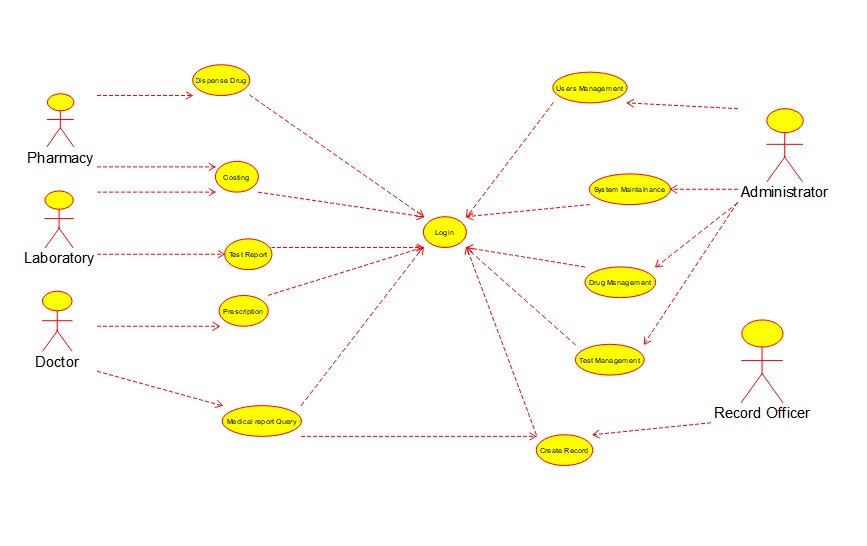 Dispense Drug
Users Management
Pharmacy
Costing
System Maintainance
Administrator
Login
Laboratory
Test Report
Drug Management
Prescription
Doctor
Test Management
Record Officer
Medical report Query
Create Record